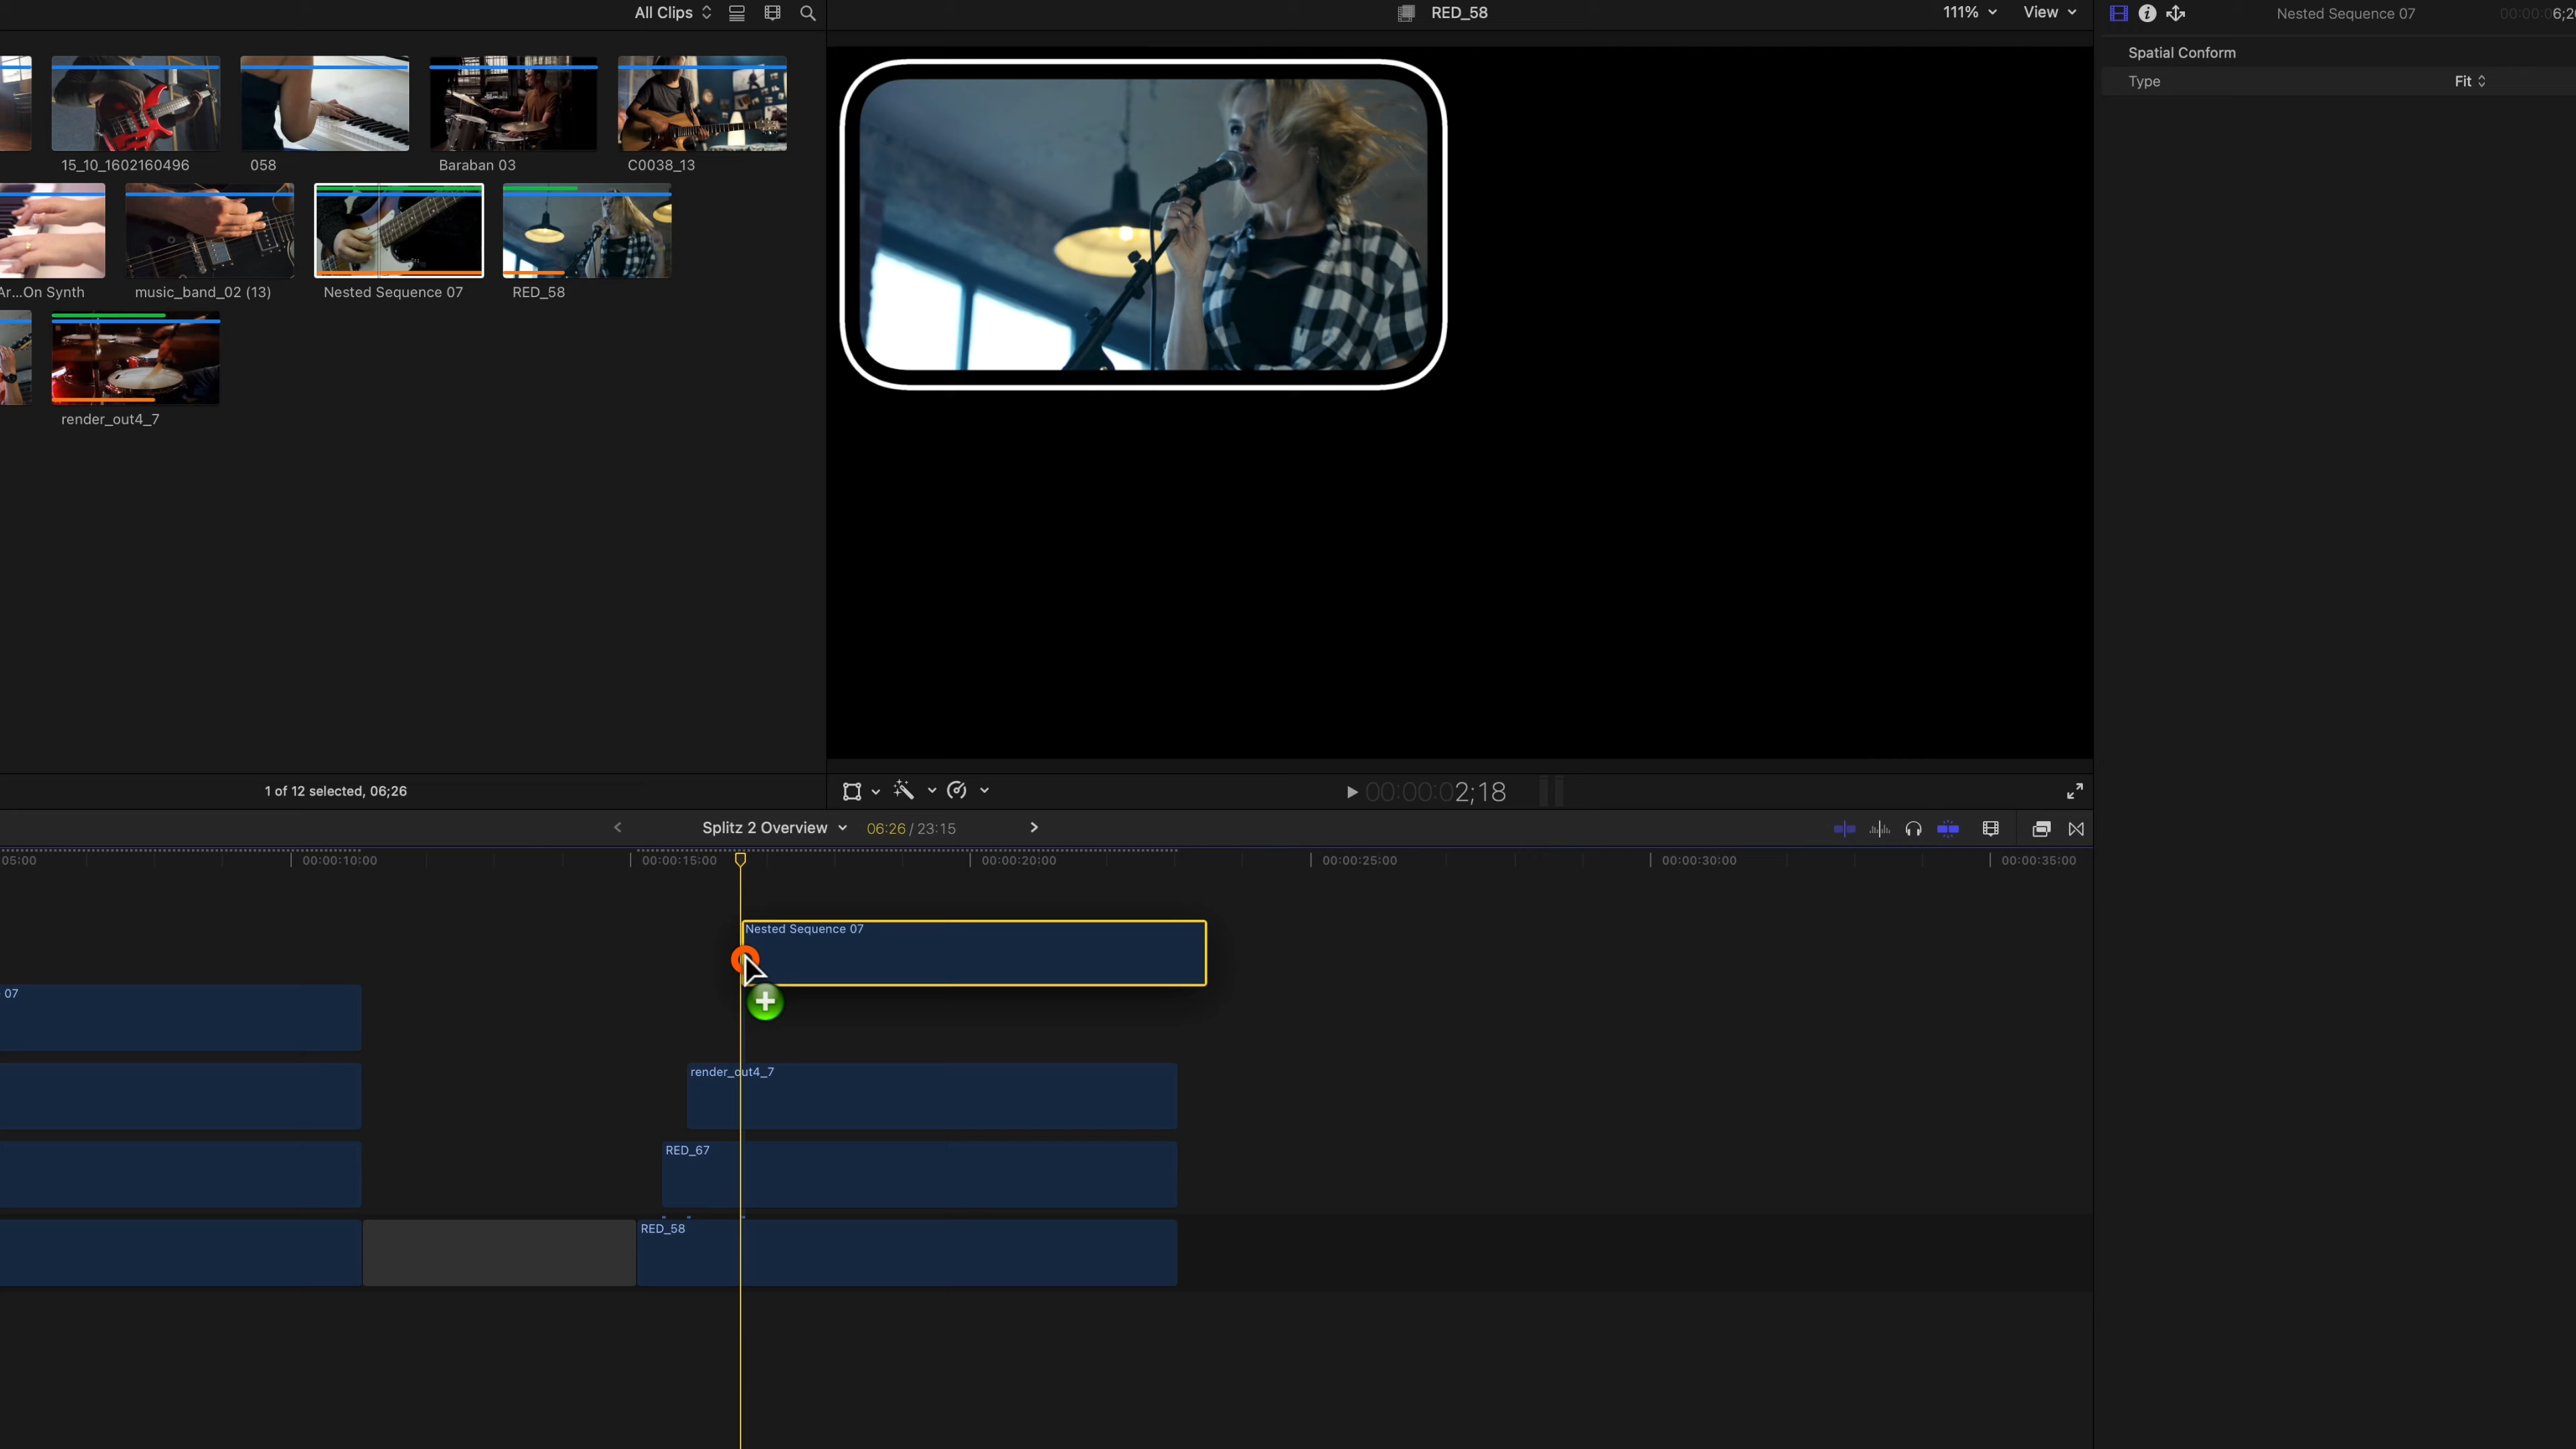 All Clips
RED_58
111%
View
Nested Sequence 07
Spatial Conform
Type
Fit
15_10_1602160496
058
Baraban 03
C0038_13
Ar...On Synth
music_band_02 (13)
Nested Sequence 07
RED_58
render_out4_7
1 of 12 selected, 06;26
00:00:02;18
Splitz 2 Overview
06:26 / 23:15
05:00
00:00:10:00
00:00:15:00
00:00:20:00
00:00:25:00
00:00:30:00
00:00:35:00
Nested Sequence 07
07
render_out4_7
RED_67
RED_58